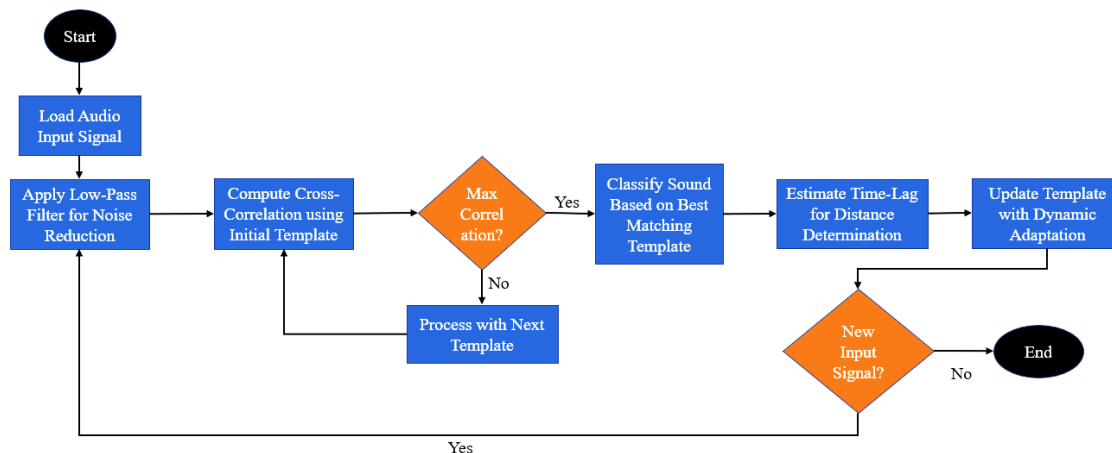 Start
Load Audio
Input Signal
Apply Low-Pass
Filter for Noise
Reduction
Compute Cross-
Correlation using
Initial Template
Max
Correl
ation?
Yes
No
Process with Next
Template
Classify Sound
Based on Best
Matching
Template
Estimate Time-Lag
for Distance
Determination
Update Template
with Dynamic
Adaptation
New
Input
Signal?
No
End
Yes